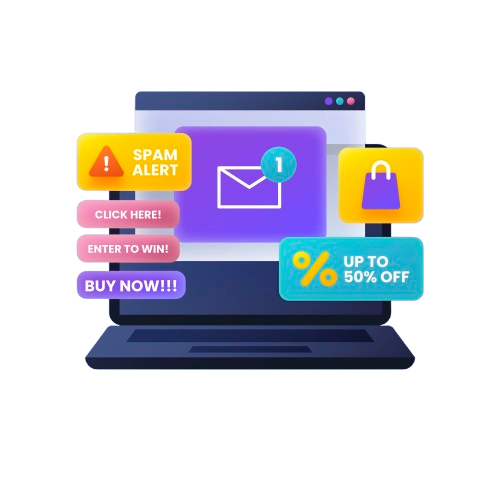 SPAM
ALERT
1
CLICK HERE!
ENTER TO WIN!
BUY NOW!!!
% UP TO
50% OFF